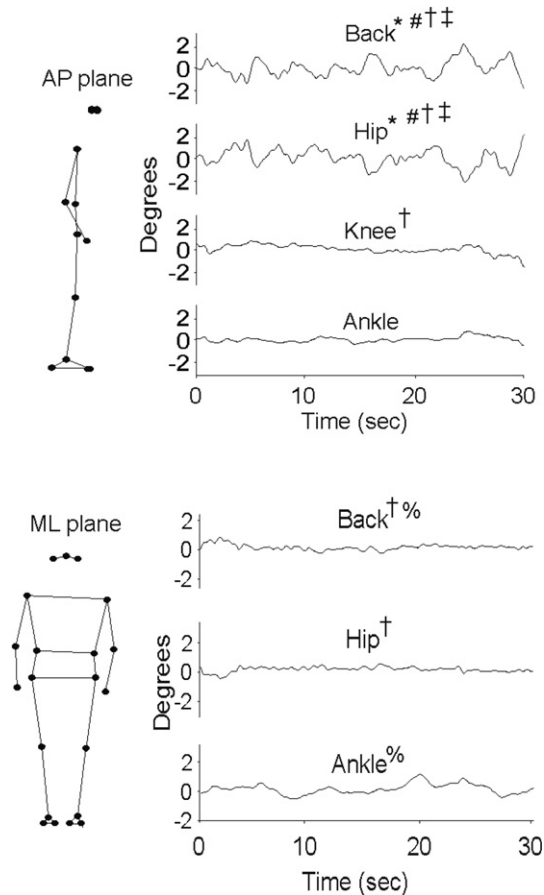 AP plane
Back* #†‡
2
0
-2
Hip* #†‡
2
0
-2
Degrees
Knee†
2
0
-2
Ankle
2
0
-2
0 10 20 30
Time (sec)
ML plane
Back†%
2
0
-2
Hip†
2
0
-2
Degrees
Ankle%
2
0
-2
0 10 20 30
Time (sec)